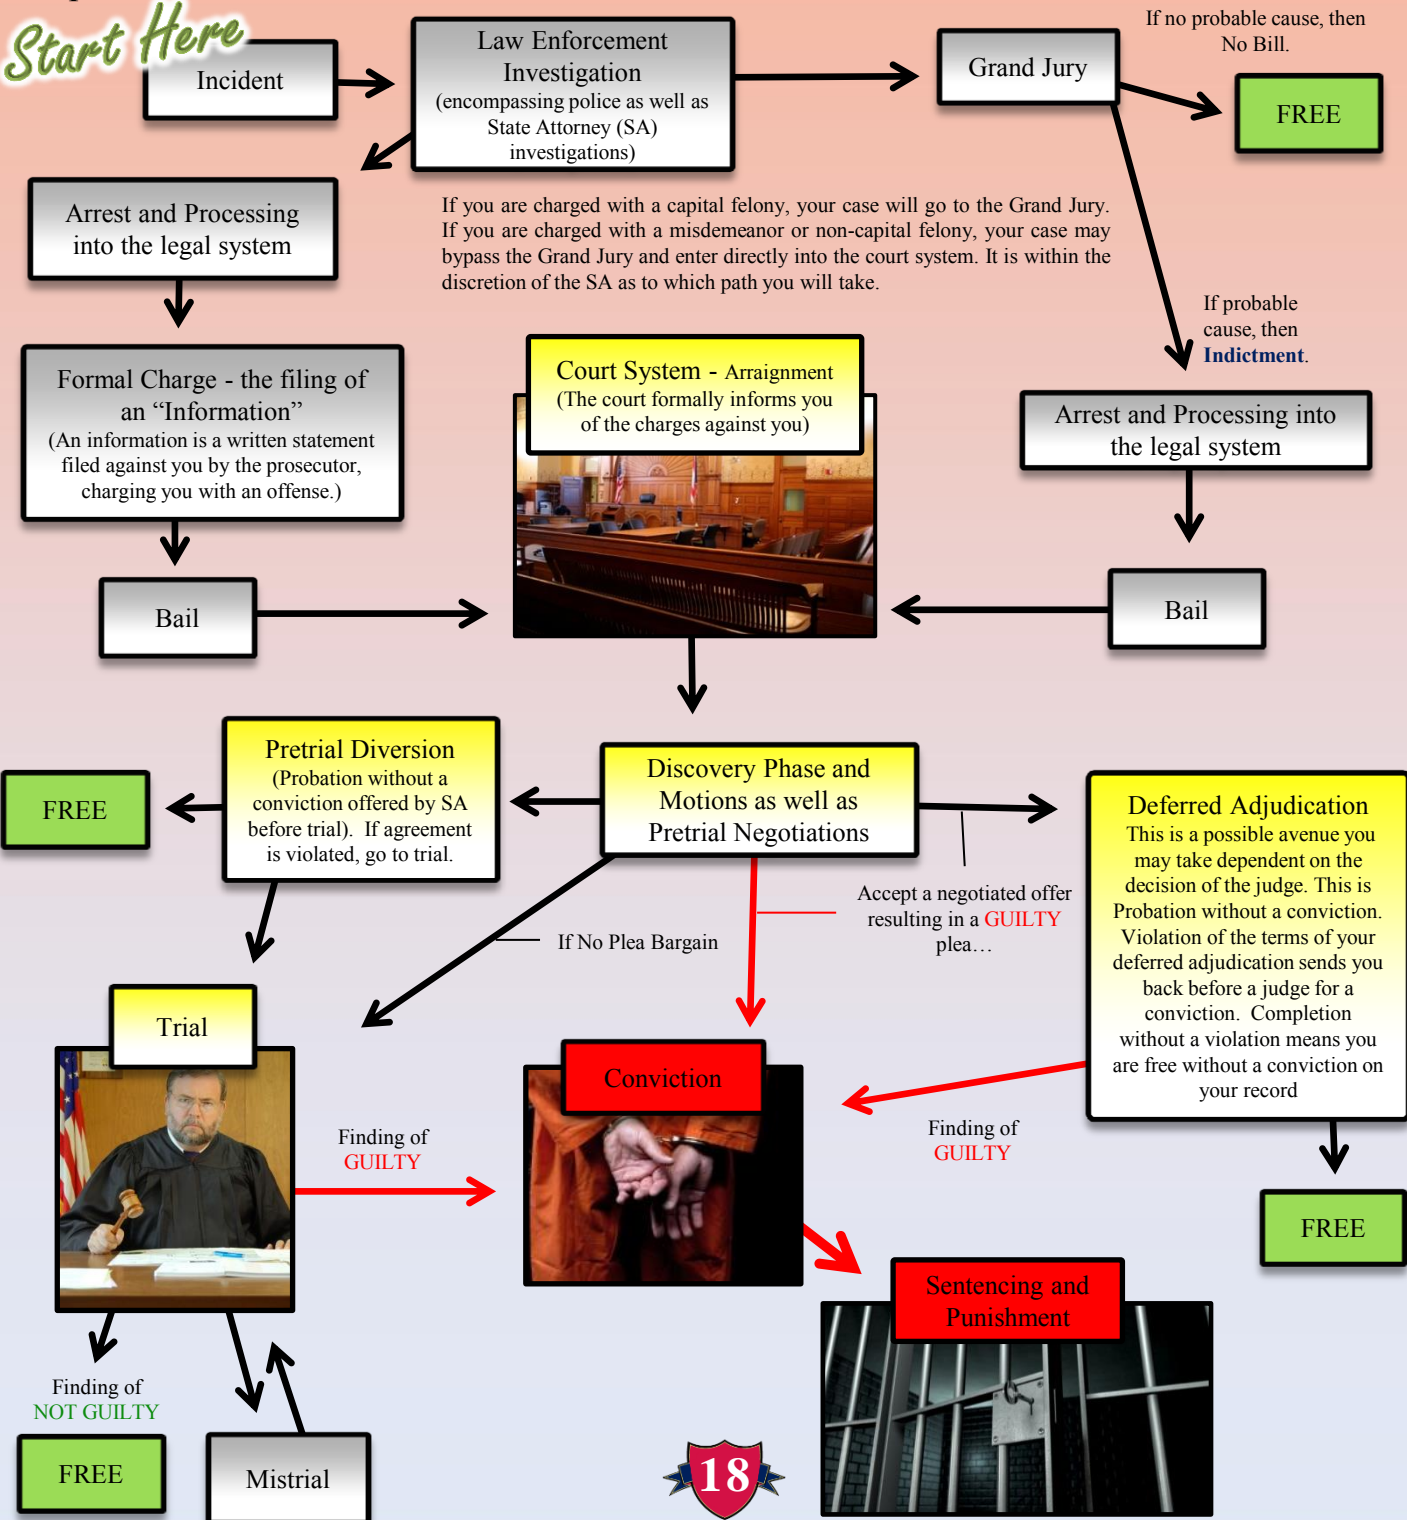 Start Here
Incident
Law Enforcement
Investigation
(encompassing police as well as
State Attorney (SA)
investigations)
Grand Jury
If no probable cause, then
No Bill.
FREE
Arrest and Processing
into the legal system
If you are charged with a capital felony, your case will go to the Grand Jury.
If you are charged with a misdemeanor or non-capital felony, your case may
bypass the Grand Jury and enter directly into the court system. It is within the
discretion of the SA as to which path you will take.
If probable
cause, then
Indictment.
Formal Charge - the filing of
an “Information”
(An information is a written statement
filed against you by the prosecutor,
charging you with an offense.)
Court System - Arraignment
(The court formally informs you
of the charges against you)
Arrest and Processing into
the legal system
Bail
Bail
FREE
Pretrial Diversion
(Probation without a
conviction offered by SA
before trial). If agreement
is violated, go to trial.
Discovery Phase and
Motions as well as
Pretrial Negotiations
Deferred Adjudication
This is a possible avenue you
may take dependent on the
decision of the judge. This is
Probation without a conviction.
Violation of the terms of your
deferred adjudication sends you
back before a judge for a
conviction. Completion
without a violation means you
are free without a conviction on
your record
Accept a negotiated offer
resulting in a GUILTY
plea…
If No Plea Bargain
Trial
Conviction
Finding of
GUILTY
Finding of
GUILTY
FREE
Sentencing and
Punishment
Finding of
NOT GUILTY
FREE
Mistrial
18